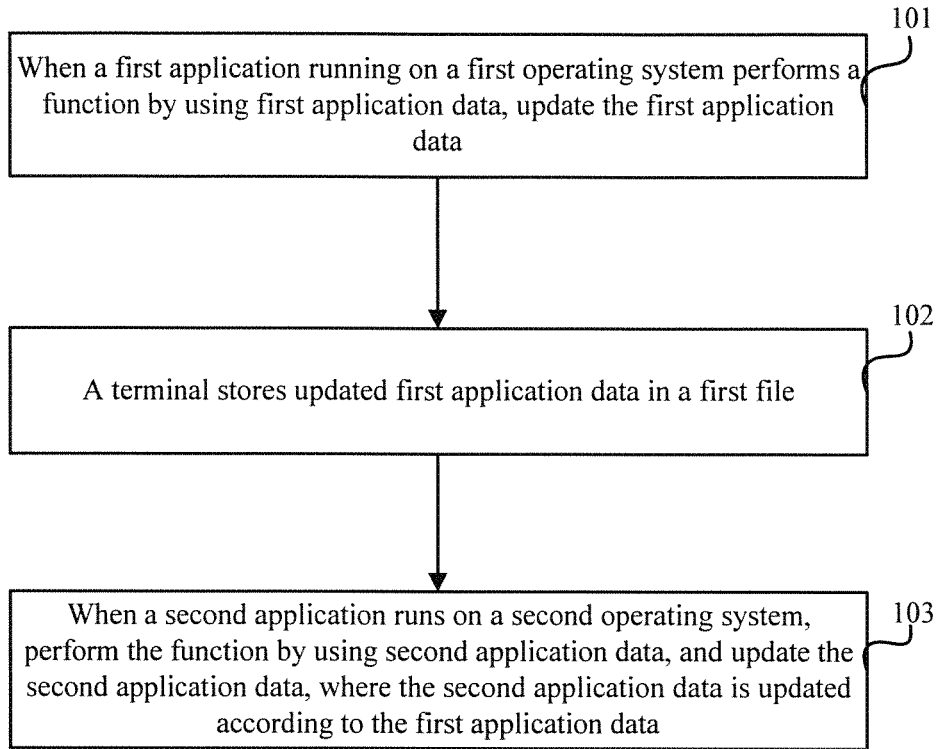 101
When a first application running on a first operating system performs a
function by using first application data, update the first application
data
102
A terminal stores updated first application data in a first file
103
When a second application runs on a second operating system,
perform the function by using second application data, and update the
second application data, where the second application data is updated
according to the first application data